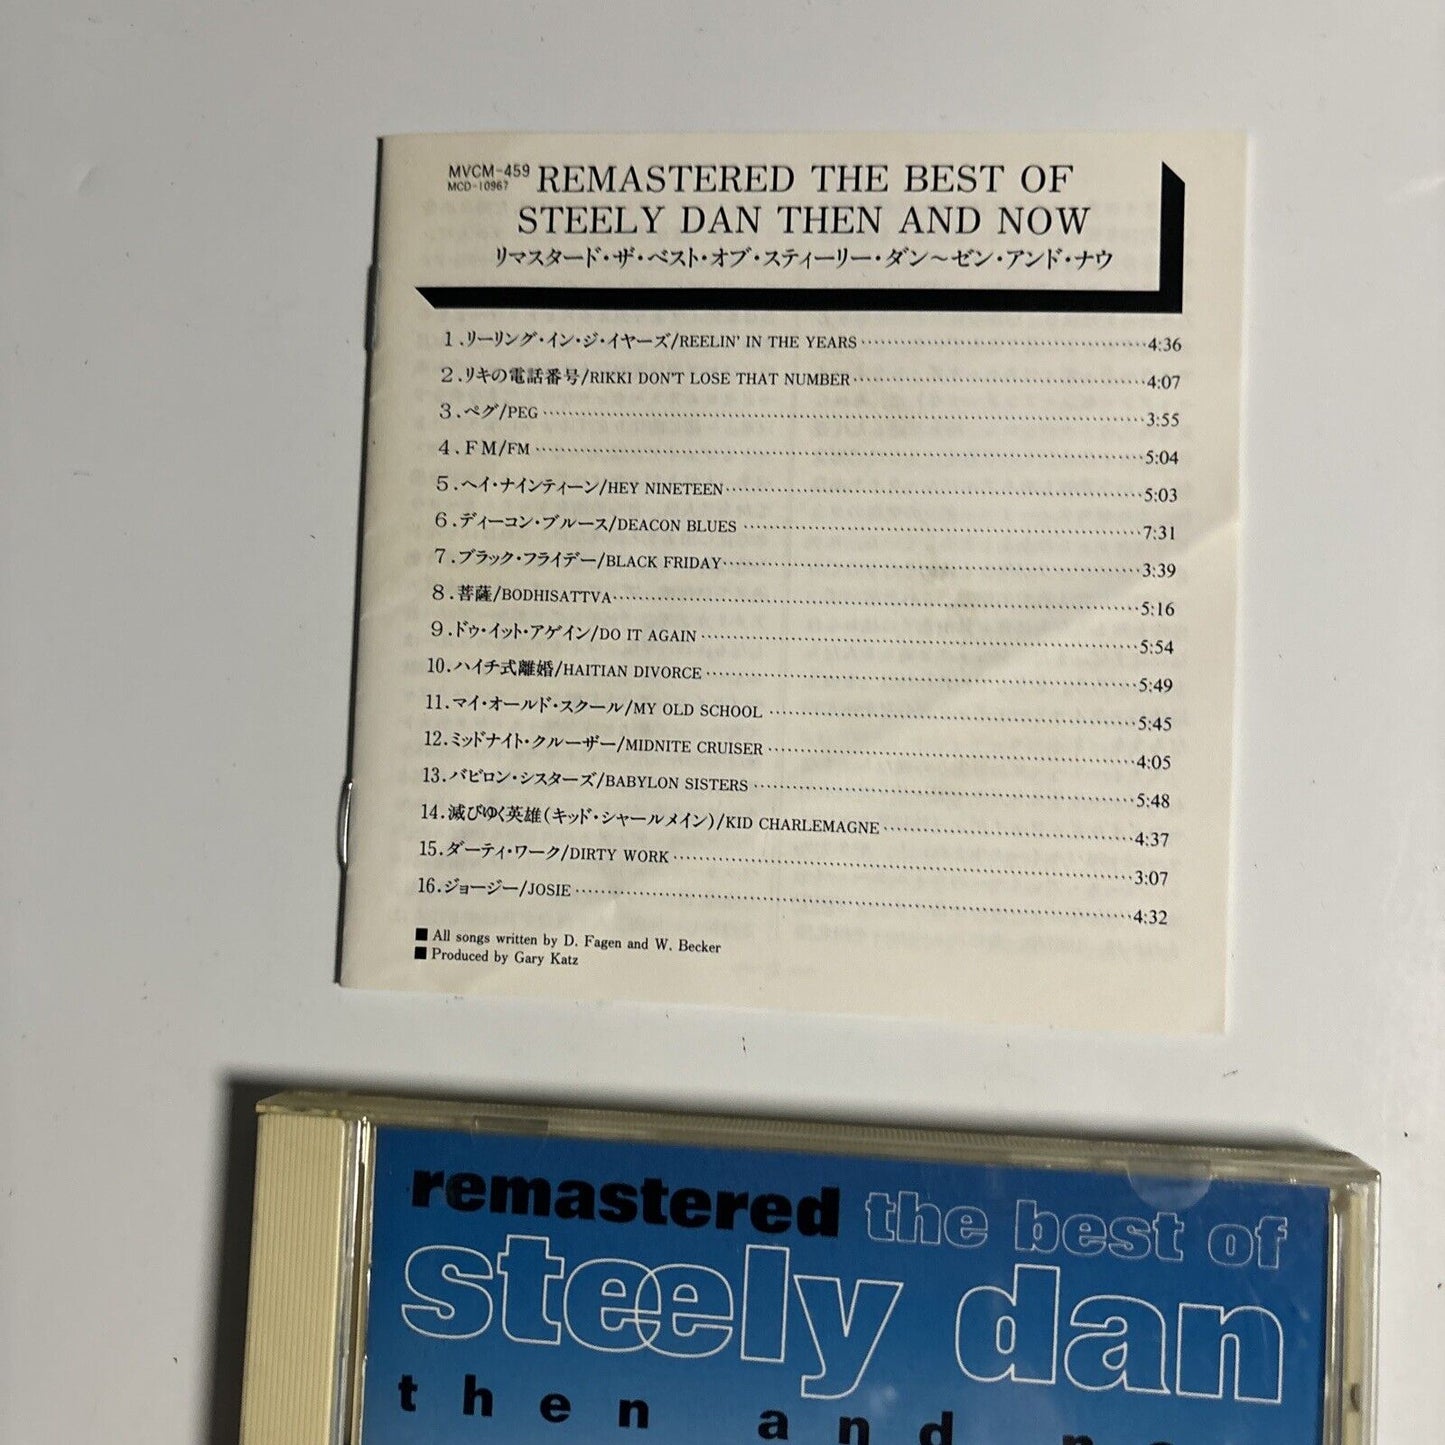 MVCM-459
MCD-10967
REMASTERED THE BEST OF
STEELY DAN THEN AND NOW
リマスタード・ザ・ベスト・オブ・スティーリー・ダン〜ゼン・アンド・ナウ
1.リーリング・イン・ジ・イヤーズ/REELIN' IN THE YEARS 4:36
2.リキの電話番号/RIKKI DON'T LOSE THAT NUMBER 4:07
3.ペグ/PEG 3:55
4.FM/FM 5:04
5.ヘイ・ナインティーン/HEY NINETEEN 5:03
6.ディーコン・ブルース/DEACON BLUES 7:31
7.ブラック・フライデー/BLACK FRIDAY 3:39
8.菩薩/BODHISATTVA 5:16
9.ドゥ・イット・アゲイン/DO IT AGAIN 5:54
10.ハイチ式離婚/HAITIAN DIVORCE 5:49
11.マイ・オールド・スクール/MY OLD SCHOOL 5:45
12.ミッドナイト・クルーザー/MIDNITE CRUISER 4:05
13.バビロン・シスターズ/BABYLON SISTERS 5:48
14.滅びゆく英雄(キッド・シャールメイン)/KID CHARLEMAGNE 4:37
15.ダーティ・ワーク/DIRTY WORK 3:07
16.ジョージー/JOSIE 4:32
■ All songs written by D. Fagen and W. Becker
■ Produced by Gary Katz
remastered the best of
steely dan
then and